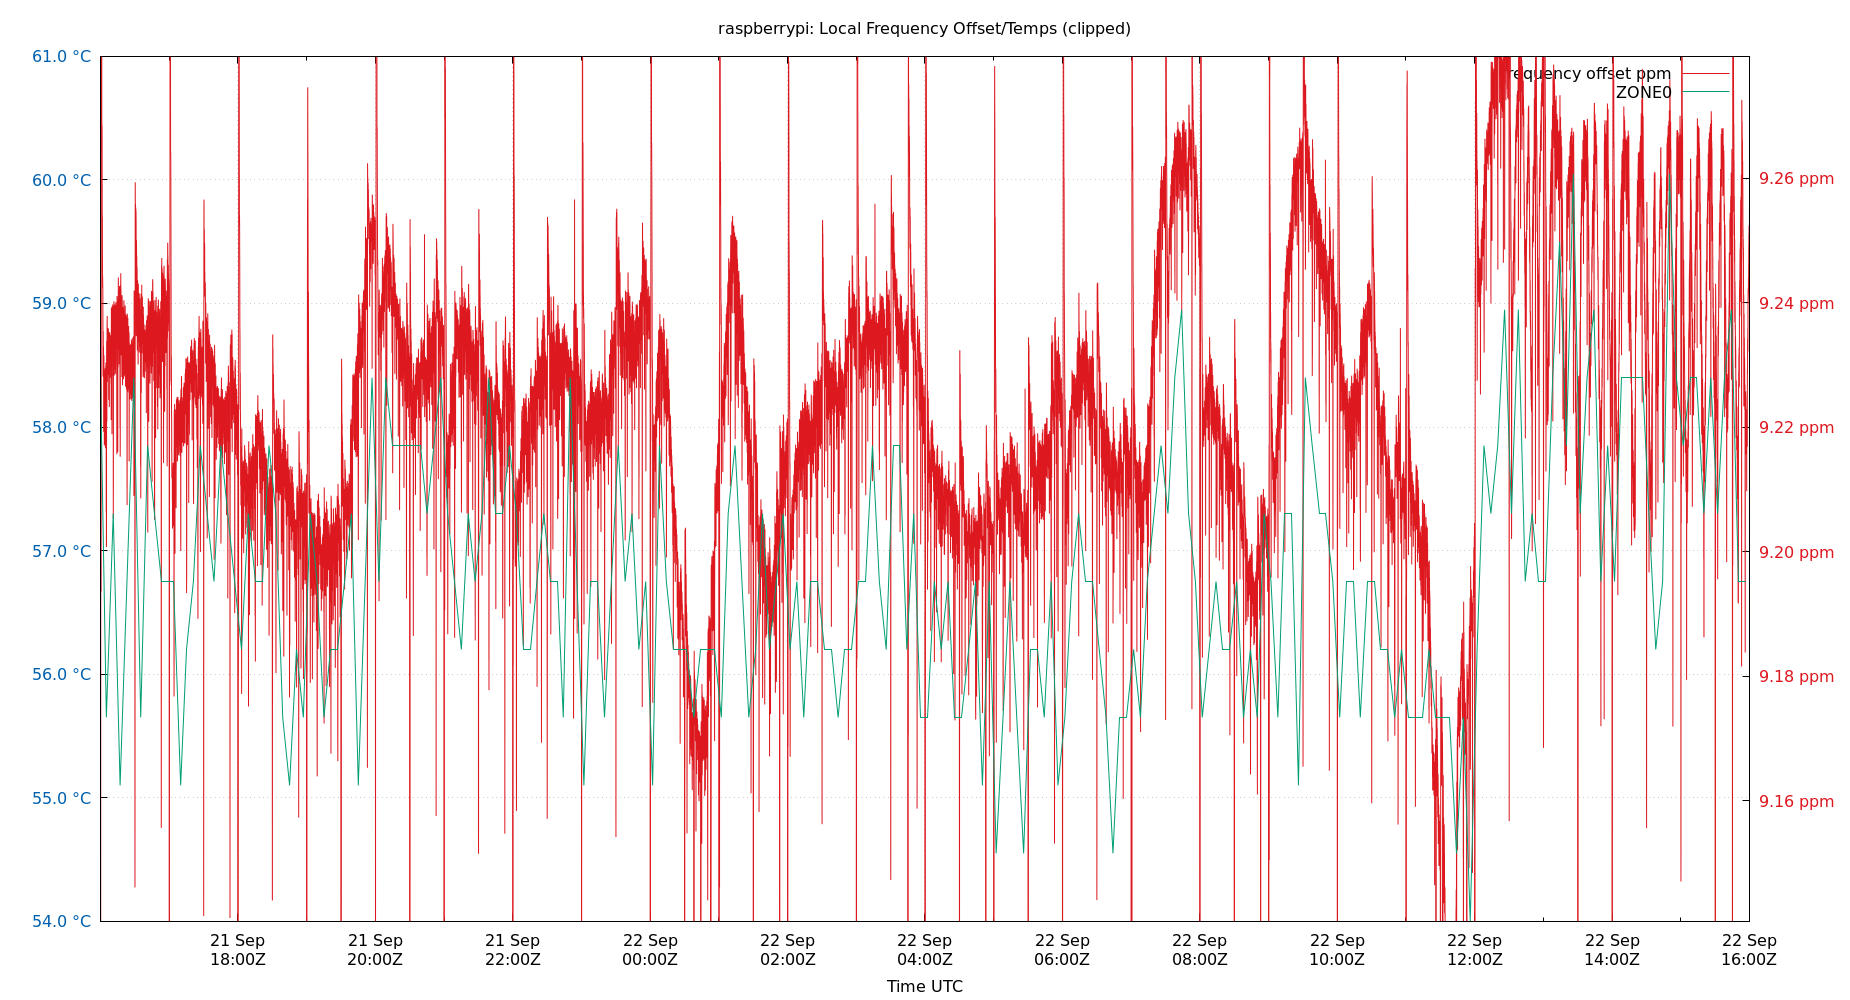 raspberrypi: Local Frequency Offset/Temps (clipped)
61.0 °C
60.0 °C
59.0 °C
58.0 °C
57.0 °C
56.0 °C
55.0 °C
54.0 °C
requency offset ppm
ZONE0
9.26 ppm
9.24 ppm
9.22 ppm
9.20 ppm
9.18 ppm
9.16 ppm
21 Sep
18:00Z
21 Sep
20:00Z
21 Sep
22:00Z
22 Sep
00:00Z
22 Sep
02:00Z
22 Sep
04:00Z
22 Sep
06:00Z
22 Sep
08:00Z
22 Sep
10:00Z
22 Sep
12:00Z
22 Sep
14:00Z
22 Sep
16:00Z
Time UTC